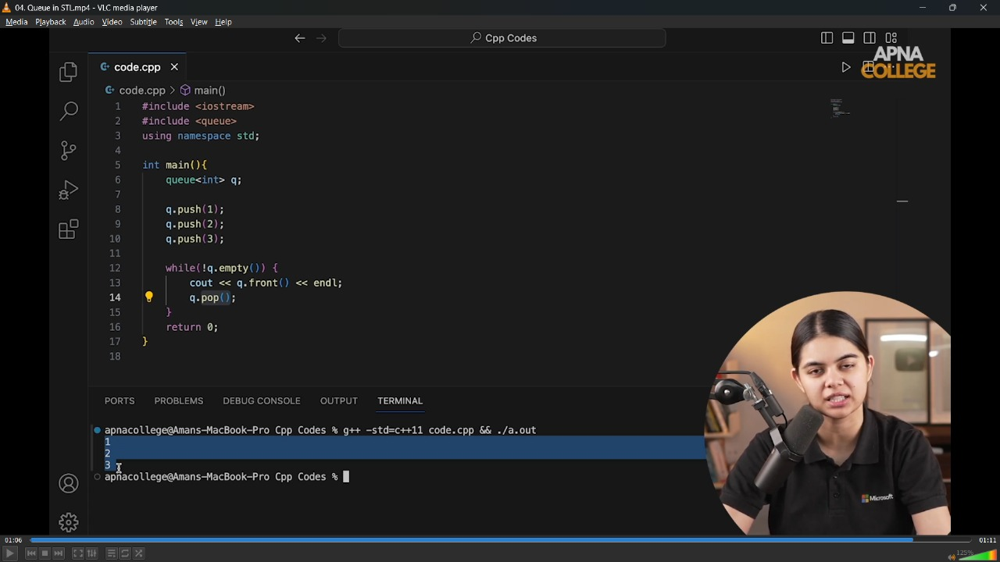 04. Queue in STL.mp4 - VLC media player
Media Playback Audio Video Subtitle Tools View Help
Cpp Codes
APNA
COLLEGE
code.cpp
code.cpp > main()
1 #include <iostream>
2 #include <queue>
3 using namespace std;
4
5 int main(){
6 queue<int> q;
7
8 q.push(1);
9 q.push(2);
10 q.push(3);
11
12 while(!q.empty()) {
13 cout << q.front() << endl;
14 q.pop();
15 }
16 return 0;
17 }
18
PORTS PROBLEMS DEBUG CONSOLE OUTPUT TERMINAL
apnacollege@Amans-MacBook-Pro Cpp Codes % g++ -std=c++11 code.cpp && ./a.out
1
2
3
apnacollege@Amans-MacBook-Pro Cpp Codes %
Microsoft
01:06 01:11
125%